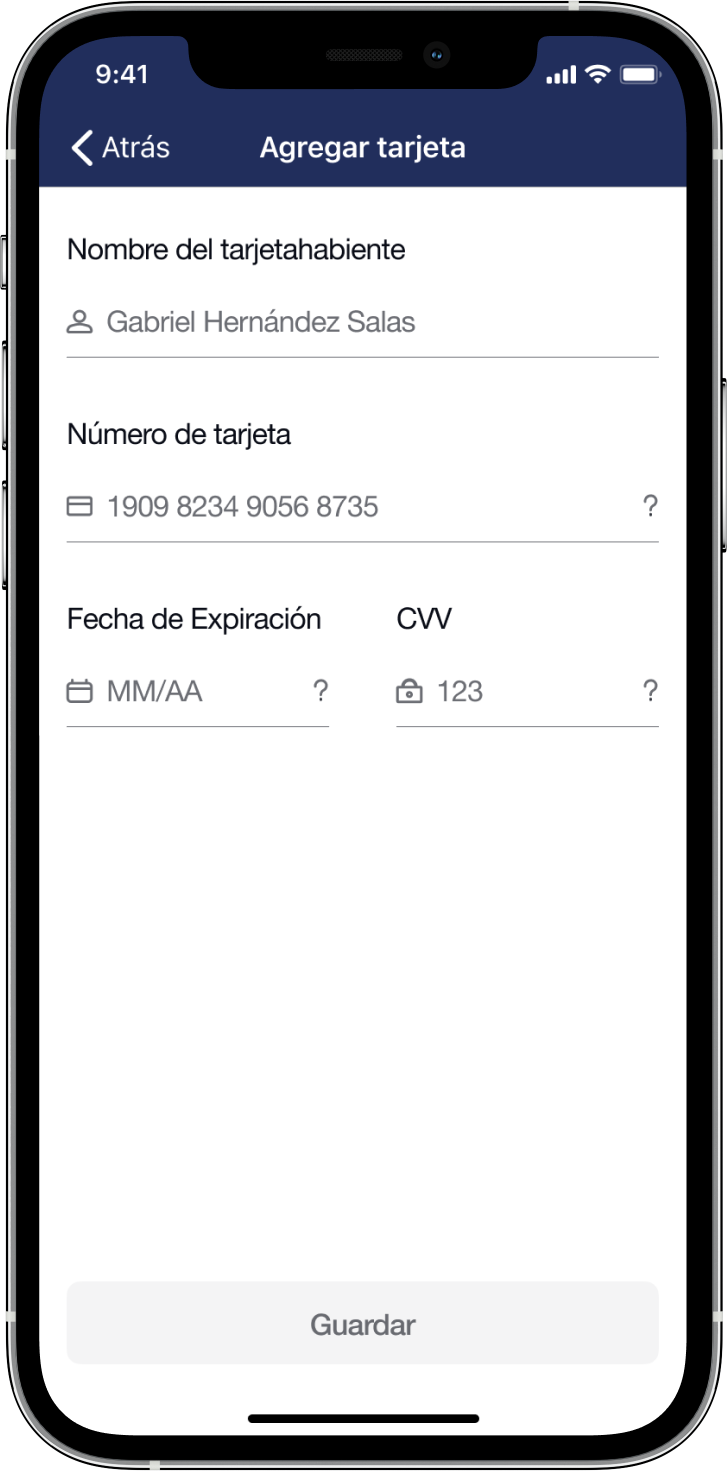 9:41
Atrás Agregar tarjeta
Nombre del tarjetahabiente
Gabriel Hernández Salas
Número de tarjeta
1909 8234 9056 8735 ?
Fecha de Expiración CVV
MM/AA ? 123 ?
Guardar